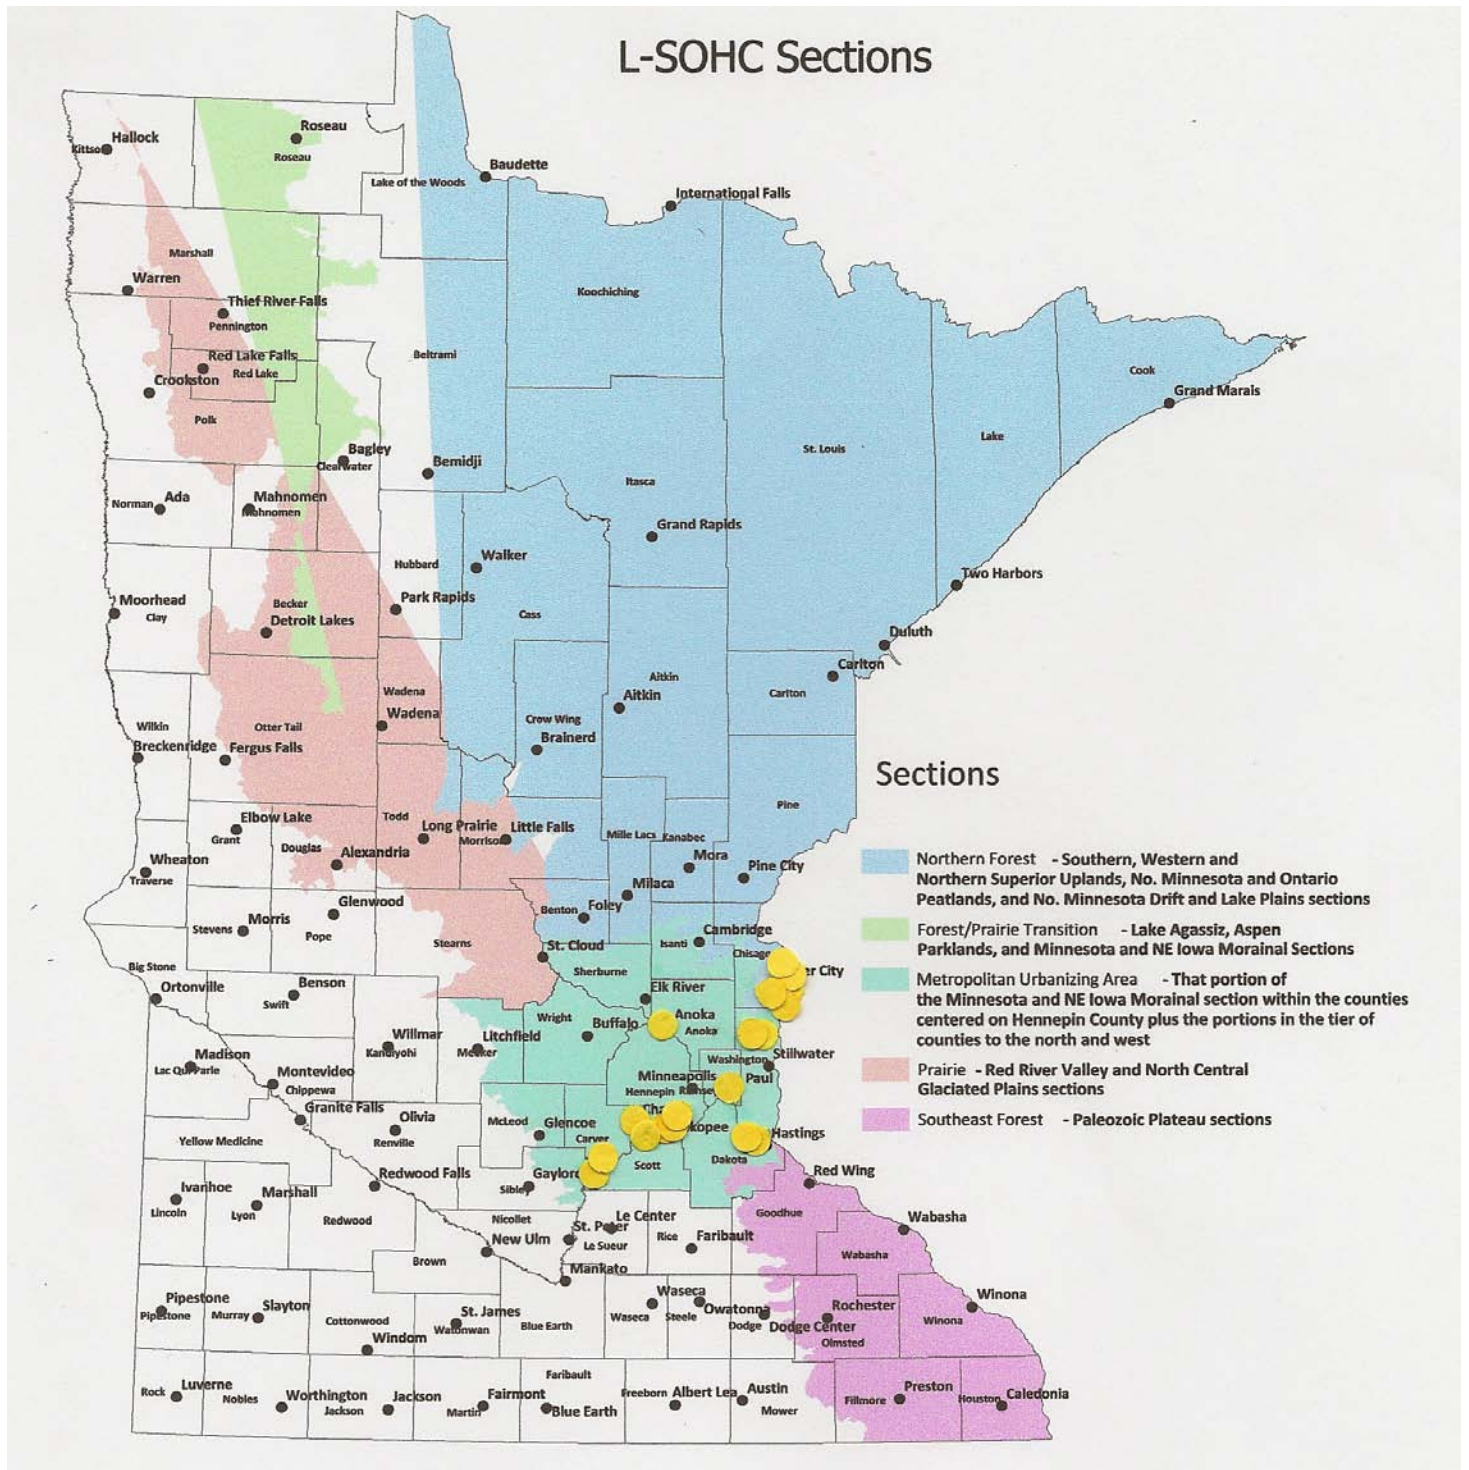 L-SOHC Sections
Hallock
Kittso
Roseau
Roseau
Lake of the Woods
Baudette
International Falls
Marshall
Warren
Thief River Falls
Pennington
Koochiching
Red Lake Falls
Red Lake
Crookston
Beltrami
Cook
Grand Marais
Polk
Lake
St. Louis
Bagley
Clearwater
Bemidji
Itasca
Norman
Ada
Mahnomen
Mahnomen
Grand Rapids
Walker
Hubbard
Two Harbors
Moorhead
Clay
Becker
Detroit Lakes
Park Rapids
Cass
Duluth
Carlton
Carlton
Aitkin
Aitkin
Wadena
Wadena
Crow Wing
Brainerd
Wilkin
Otter Tail
Breckenridge
Fergus Falls
Sections
Pine
Elbow Lake
Grant
Todd
Long Prairie
Little Falls
Morrison
Mille Lacs
Kanabec
Douglas
Alexandria
Wheaton
Traverse
Mora
Pine City
Milaca
Northern Forest - Southern, Western and
Northern Superior Uplands, No. Minnesota and Ontario
Peatlands, and No. Minnesota Drift and Lake Plains sections
Glenwood
Benton
Foley
Stevens
Morris
Pope
Stearns
St. Cloud
Isanti
Cambridge
Chisago
Forest/Prairie Transition - Lake Agassiz, Aspen
Parklands, and Minnesota and NE Iowa Morainal Sections
Big Stone
Ortonville
Benson
Swift
Sherburne
Elk River
er City
Metropolitan Urbanizing Area - That portion of
the Minnesota and NE Iowa Morainal section within the counties
centered on Hennepin County plus the portions in the tier of
counties to the north and west
Wright
Buffalo
Anoka
Anoka
Willmar
Kandiyohi
Litchfield
Meeker
Madison
Lac Qui Parle
Washington
Stillwater
Montevideo
Chippewa
Minneapolis
Hennepin
Ramsey
Paul
Prairie - Red River Valley and North Central
Glaciated Plains sections
Granite Falls
Olivia
Renville
McLeod
Glencoe
Carver
Cha
kopee
Hastings
Southeast Forest - Paleozoic Plateau sections
Yellow Medicine
Scott
Dakota
Redwood Falls
Gaylord
Sibley
Red Wing
Ivanhoe
Lincoln
Marshall
Lyon
Redwood
Nicollet
Le Center
St. Peter
Le Sueur
Rice
Faribault
Goodhue
Wabasha
Wabasha
New Ulm
Brown
Mankato
Pipestone
Pipestone
Murray
Slayton
Cottonwood
Windom
St. James
Watonwan
Blue Earth
Waseca
Waseca
Steele
Owatonna
Dodge
Dodge Center
Rochester
Olmsted
Winona
Winona
Rock
Luverne
Nobles
Worthington
Jackson
Jackson
Martin
Fairmont
Faribault
Blue Earth
Freeborn
Albert Lea
Austin
Mower
Fillmore
Preston
Houston
Caledonia